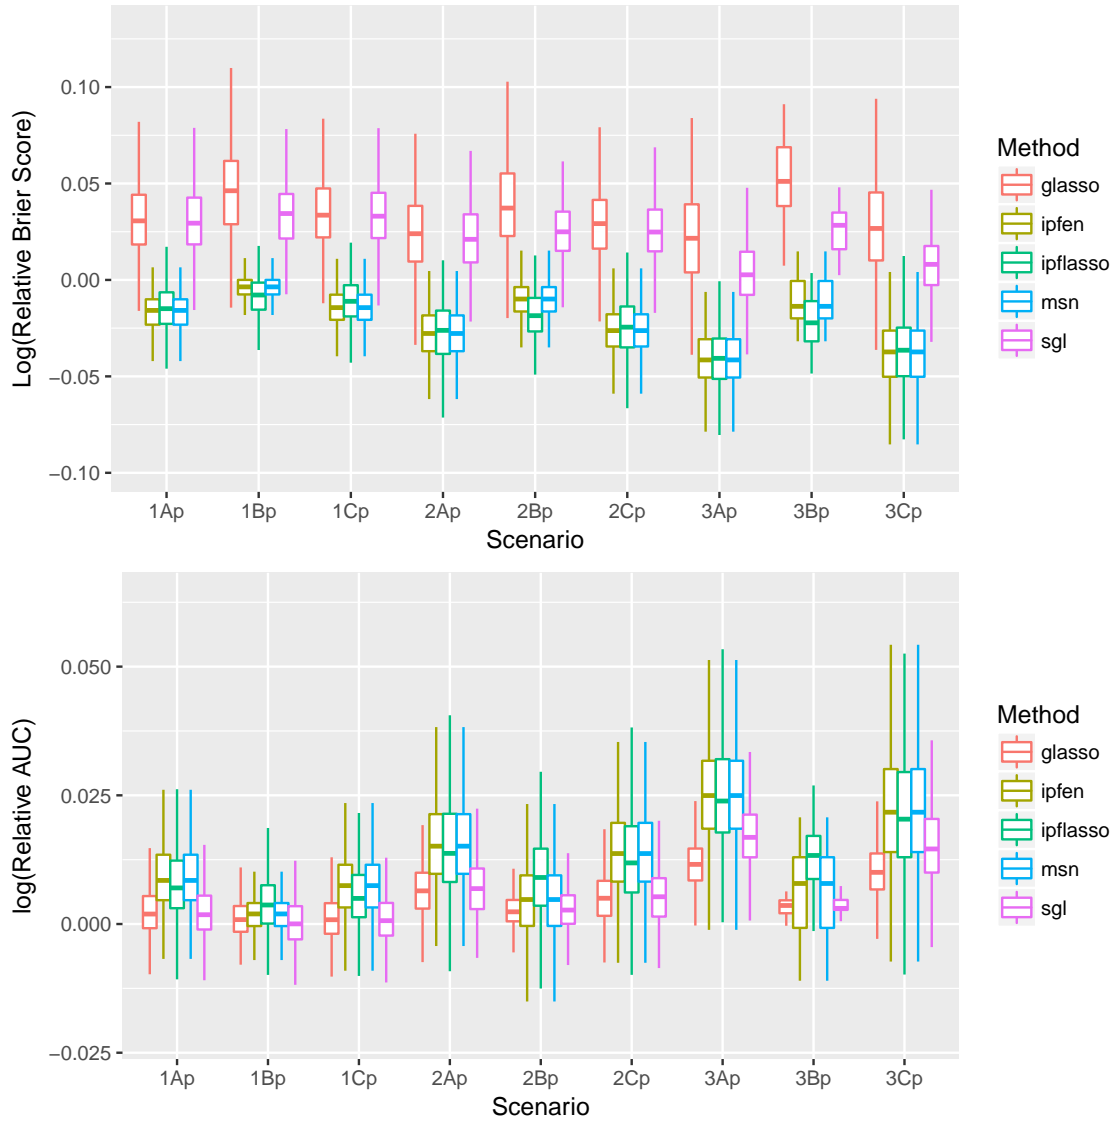 Log(Relative Brier Score)
0.10
0.05
0.00
−0.05
−0.10
1Ap 1Bp 1Cp 2Ap 2Bp 2Cp 3Ap 3Bp 3Cp
Scenario
Method
glasso
ipfen
ipflasso
msn
sgl
log(Relative AUC)
0.050
0.025
0.000
−0.025
1Ap 1Bp 1Cp 2Ap 2Bp 2Cp 3Ap 3Bp 3Cp
Scenario
Method
glasso
ipfen
ipflasso
msn
sgl